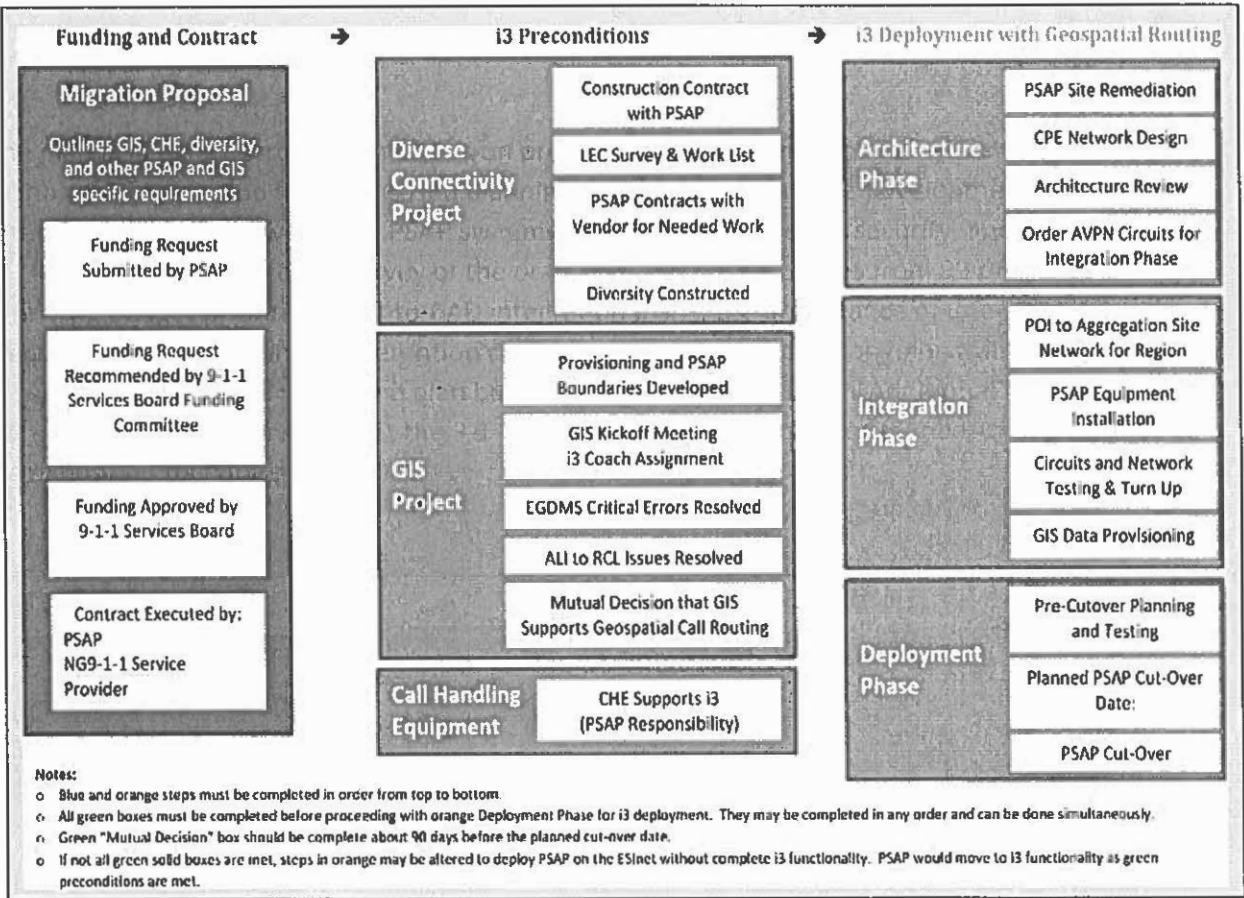 Funding and Contract → i3 Preconditions → i3 Deployment with Geospatial Routing
Migration Proposal
Outlines GIS, CHE, diversity,
and other PSAP and GIS
specific requirements
Funding Request
Submitted by PSAP
Funding Request
Recommended by 9-1-1
Services Board Funding
Committee
Funding Approved by
9-1-1 Services Board
Contract Executed by:
PSAP
NG9-1-1 Service
Provider
Diverse
Connectivity
Project
Construction Contract
with PSAP
LEC Survey & Work List
PSAP Contracts with
Vendor for Needed Work
Diversity Constructed
GIS
Project
Provisioning and PSAP
Boundaries Developed
GIS Kickoff Meeting
i3 Coach Assignment
EGDMS Critical Errors Resolved
ALI to RCL Issues Resolved
Mutual Decision that GIS
Supports Geospatial Call Routing
Call Handling
Equipment
CHE Supports i3
(PSAP Responsibility)
Architecture
Phase
PSAP Site Remediation
CPE Network Design
Architecture Review
Order AVPN Circuits for
Integration Phase
Integration
Phase
POI to Aggregation Site
Network for Region
PSAP Equipment
Installation
Circuits and Network
Testing & Turn Up
GIS Data Provisioning
Deployment
Phase
Pre-Cutover Planning
and Testing
Planned PSAP Cut-Over
Date:
PSAP Cut-Over
Notes:
o Blue and orange steps must be completed in order from top to bottom.
o All green boxes must be completed before proceeding with orange Deployment Phase for i3 deployment. They may be completed in any order and can be done simultaneously.
o Green "Mutual Decision" box should be complete about 90 days before the planned cut-over date.
o If not all green solid boxes are met, steps in orange may be altered to deploy PSAP on the ESInet without complete i3 functionality. PSAP would move to i3 functionality as green
preconditions are met.